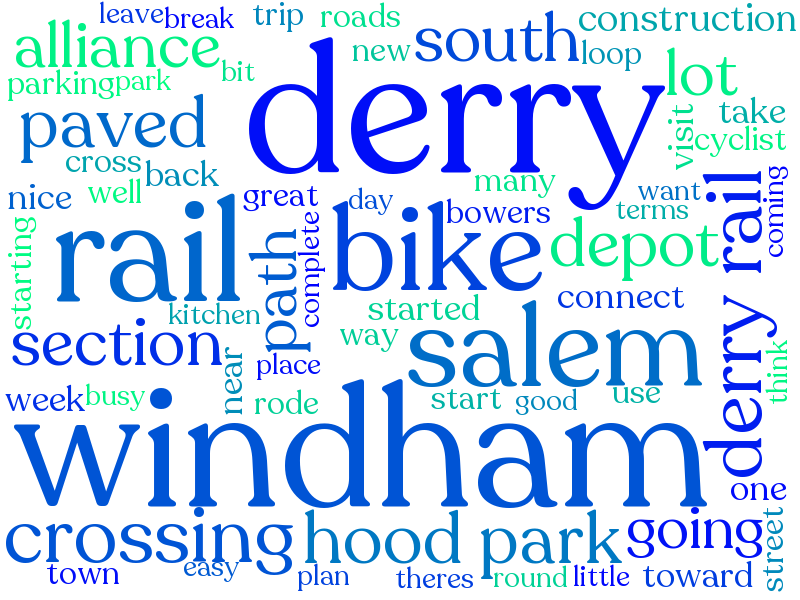 leave break trip roads construction
alliance new south loop
parking park bit derry lot
paved visit take
cyclist
cross back many
nice well great day want
bowers terms
rail bike depot derry rail coming
starting path complete
kitchen started connect
section way salem
place think
near
week busy rode start good use
windham
one
crossing hood park going
street
town easy plan theres round little toward